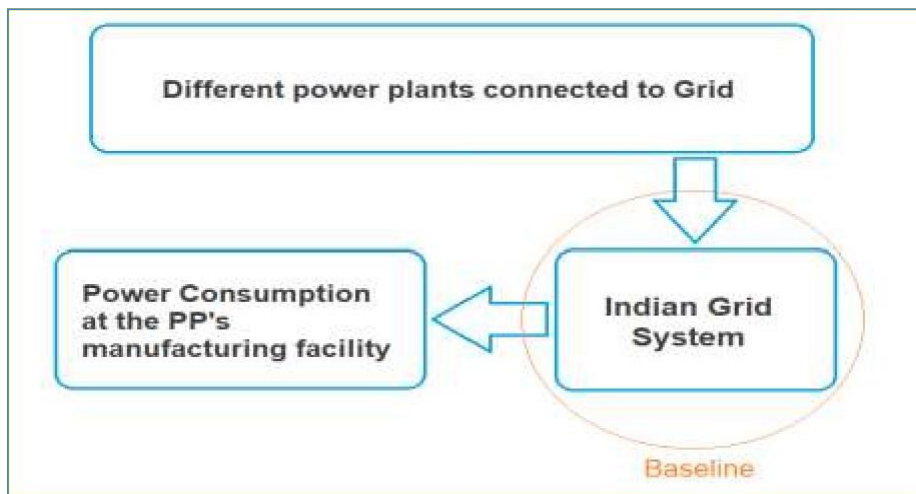 Different power plants connected to Grid
Power Consumption
at the PP's
manufacturing facility
Indian Grid
System
Baseline